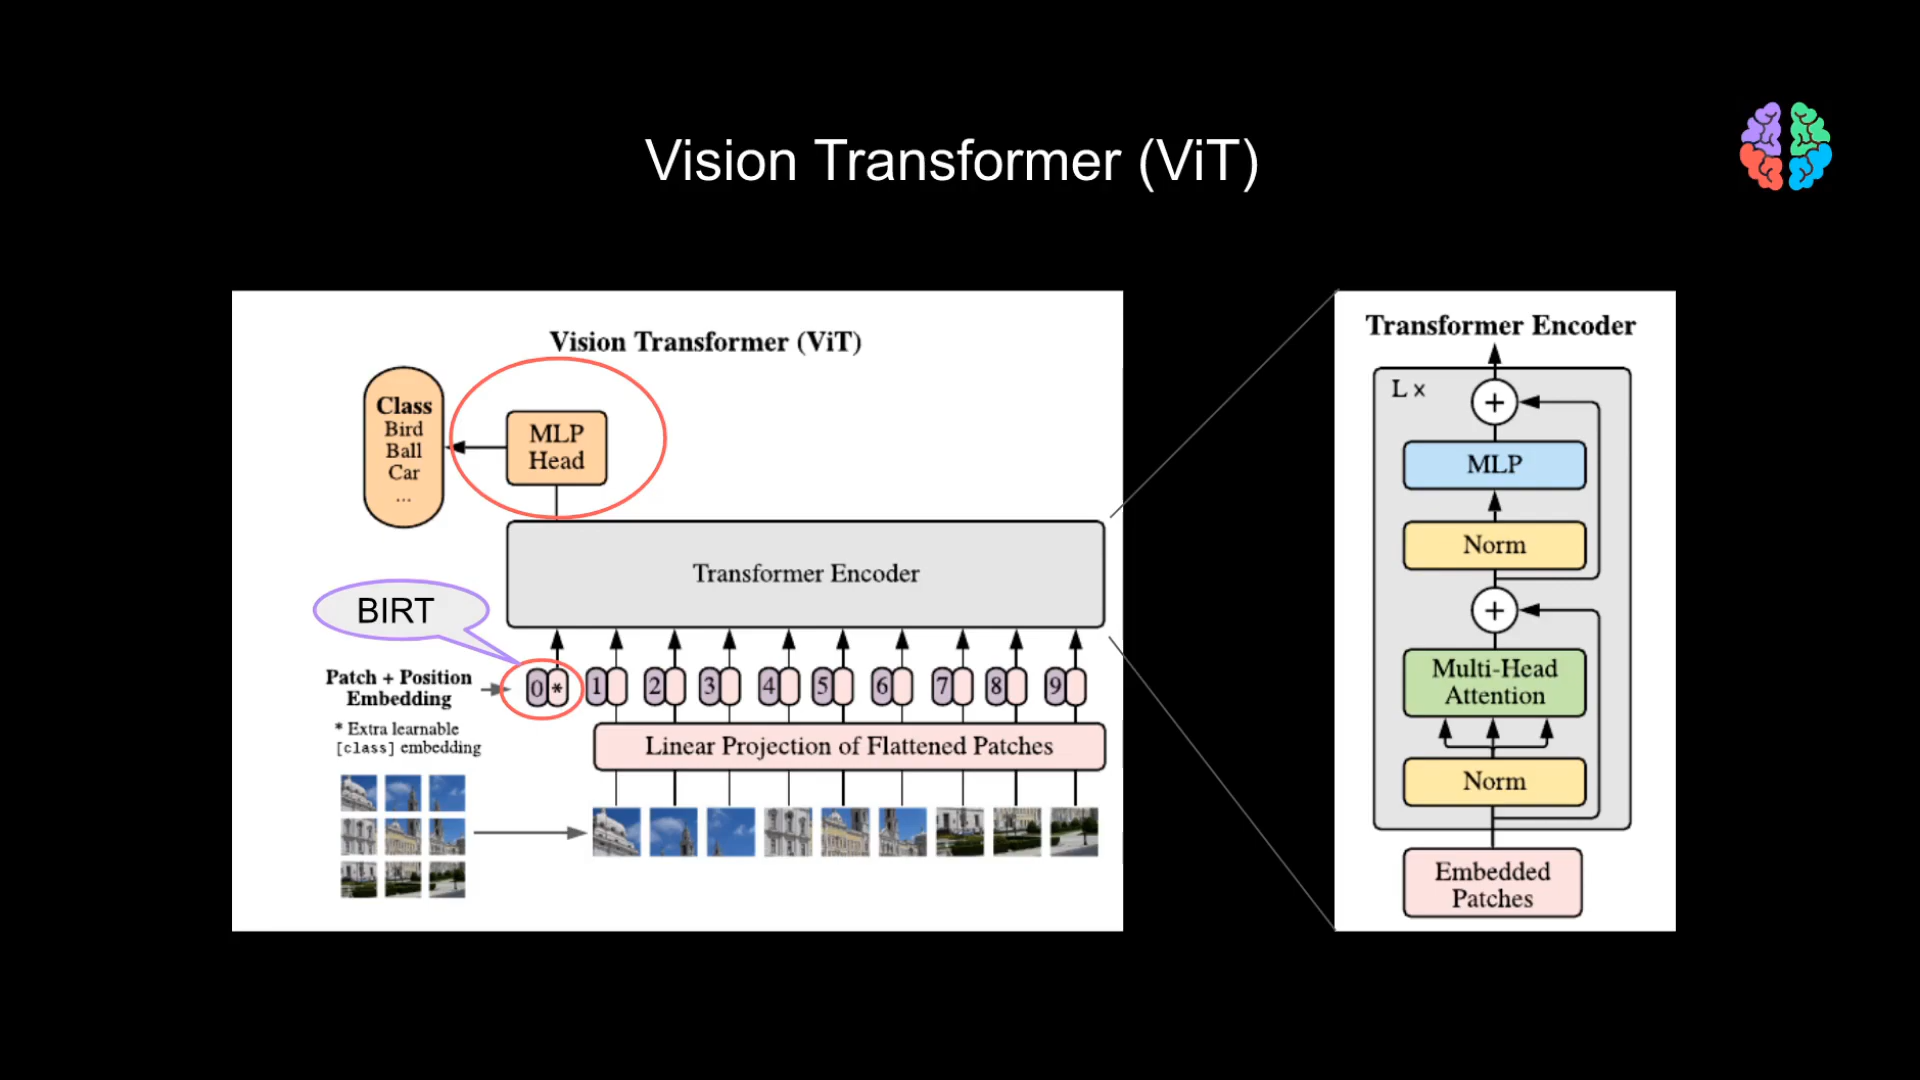 Vision Transformer (ViT)
Vision Transformer (ViT)
Class
Bird
Ball
Car
...
MLP
Head
Transformer Encoder
BIRT
Patch + Position
Embedding
* Extra learnable
[class] embedding
0 * 1 2 3 4 5 6 7 8 9
Linear Projection of Flattened Patches
Transformer Encoder
L ×
+
MLP
Norm
+
Multi-Head
Attention
Norm
Embedded
Patches